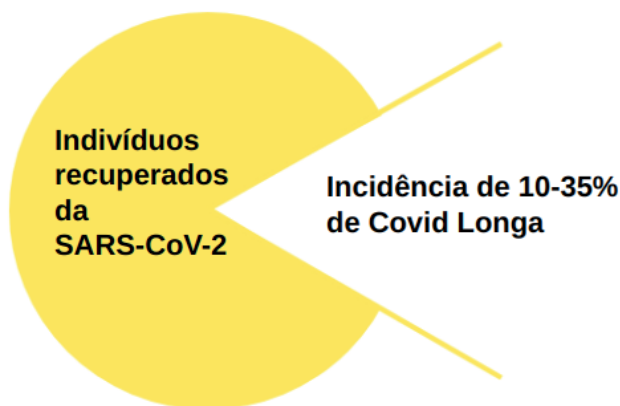 Indivíduos
recuperados
da
SARS-CoV-2
Incidência de 10-35%
de Covid Longa